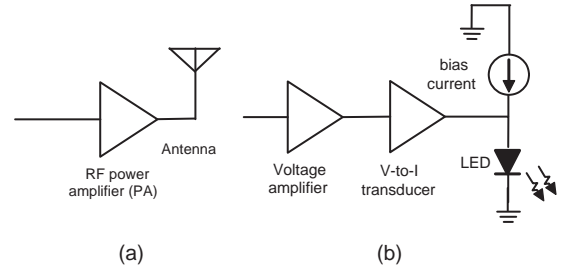 bias
current
Antenna
RF power
amplifier (PA)
Voltage
amplifier
V-to-I
transducer
LED
(a)
(b)